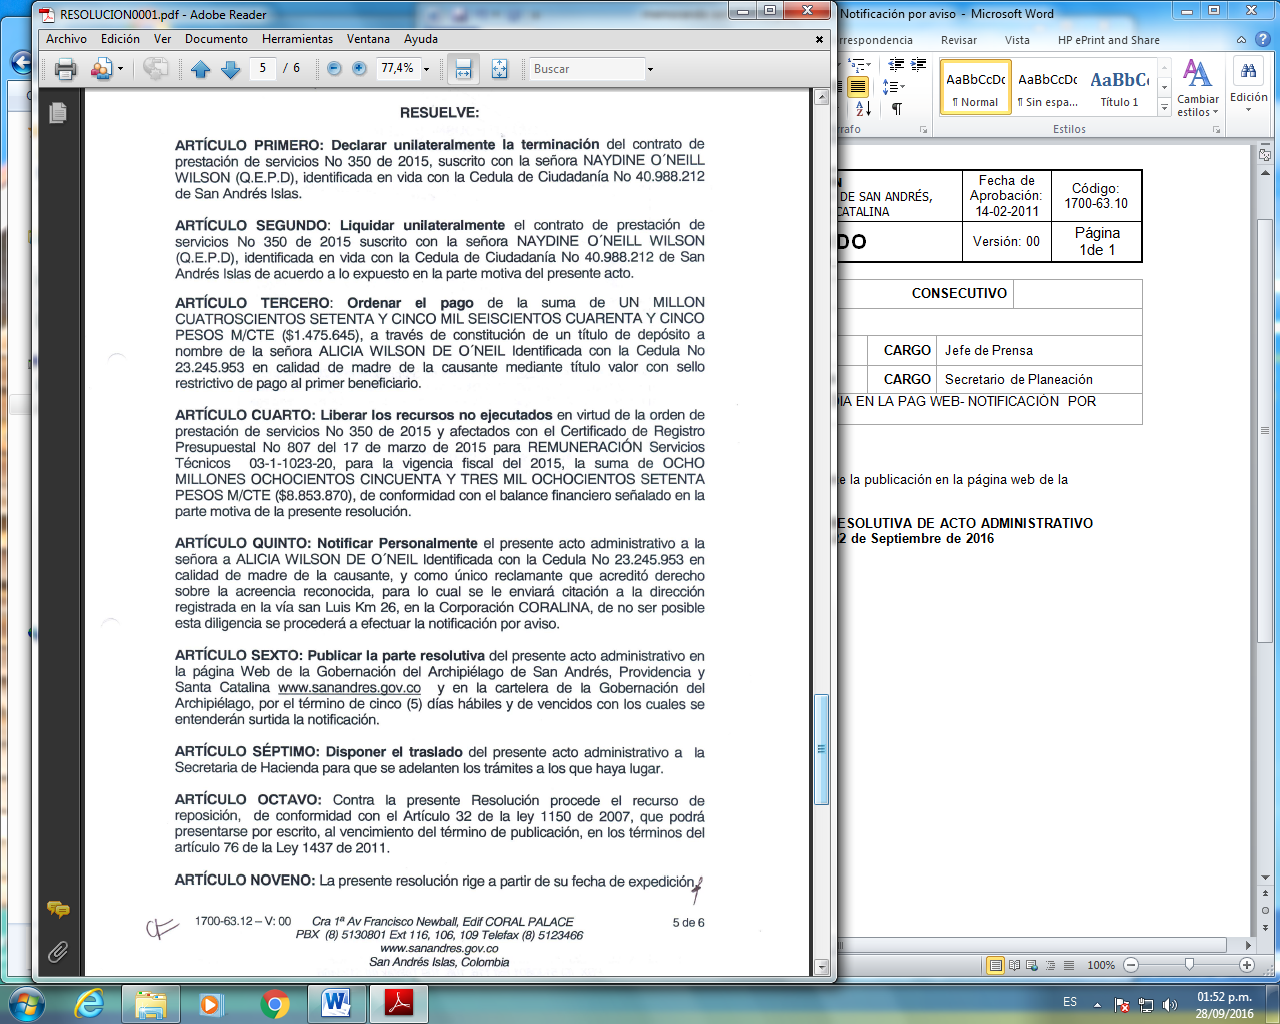 RESOLUCION0001.pdf - Adobe Reader
Archivo Edición Ver Documento Herramientas Ventana Ayuda
5 / 6 77,4% Buscar
RESUELVE:
ARTÍCULO PRIMERO: Declarar unilateralmente la terminación del contrato de
prestación de servicios No 350 de 2015, suscrito con la señora NAYDINE O´NEILL
WILSON (Q.E.P.D), identificada en vida con la Cedula de Ciudadanía No 40.988.212
de San Andrés Islas.
ARTÍCULO SEGUNDO: Liquidar unilateralmente el contrato de prestación de
servicios No 350 de 2015 suscrito con la señora NAYDINE O´NEILL WILSON
(Q.E.P.D), identificada en vida con la Cedula de Ciudadanía No 40.988.212 de San
Andrés Islas de acuerdo a lo expuesto en la parte motiva del presente acto.
ARTÍCULO TERCERO: Ordenar el pago de la suma de UN MILLON
CUATROSCIENTOS SETENTA Y CINCO MIL SEISCIENTOS CUARENTA Y CINCO
PESOS M/CTE ($1.475.645), a través de constitución de un título de depósito a
nombre de la señora ALICIA WILSON DE O´NEIL Identificada con la Cedula No
23.245.953 en calidad de madre de la causante mediante título valor con sello
restrictivo de pago al primer beneficiario.
ARTÍCULO CUARTO: Liberar los recursos no ejecutados en virtud de la orden de
prestación de servicios No 350 de 2015 y afectados con el Certificado de Registro
Presupuestal No 807 del 17 de marzo de 2015 para REMUNERACIÓN Servicios
Técnicos 03-1-1023-20, para la vigencia fiscal del 2015, la suma de OCHO
MILLONES OCHOCIENTOS CINCUENTA Y TRES MIL OCHOCIENTOS SETENTA
PESOS M/CTE ($8.853.870), de conformidad con el balance financiero señalado en la
parte motiva de la presente resolución.
ARTÍCULO QUINTO: Notificar Personalmente el presente acto administrativo a la
señora a ALICIA WILSON DE O´NEIL Identificada con la Cedula No 23.245.953 en
calidad de madre de la causante, y como único reclamante que acreditó derecho
sobre la acreencia reconocida, para lo cual se le enviará citación a la dirección
registrada en la vía san Luis Km 26, en la Corporación CORALINA, de no ser posible
esta diligencia se procederá a efectuar la notificación por aviso.
ARTÍCULO SEXTO: Publicar la parte resolutiva del presente acto administrativo en
la página Web de la Gobernación del Archipiélago de San Andrés, Providencia y
Santa Catalina www.sanandres.gov.co y en la cartelera de la Gobernación del
Archipiélago, por el término de cinco (5) días hábiles y de vencidos con los cuales se
entenderán surtida la notificación.
ARTÍCULO SÉPTIMO: Disponer el traslado del presente acto administrativo a la
Secretaria de Hacienda para que se adelanten los trámites a los que haya lugar.
ARTÍCULO OCTAVO: Contra la presente Resolución procede el recurso de
reposición, de conformidad con el Artículo 32 de la ley 1150 de 2007, que podrá
presentarse por escrito, al vencimiento del término de publicación, en los términos del
artículo 76 de la Ley 1437 de 2011.
ARTÍCULO NOVENO: La presente resolución rige a partir de su fecha de expedición
1700-63.12 – V: 00 Cra 1ª Av Francisco Newball, Edif CORAL PALACE 5 de 6
PBX (8) 5130801 Ext 116, 106, 109 Telefax (8) 5123466
www.sanandres.gov.co
San Andrés Islas, Colombia
Notificación por aviso - Microsoft Word
rrespondencia Revisar Vista HP ePrint and Share
AaBbCcDc AaBbCcDc AaBbC
¶ Normal ¶ Sin espa... Título 1
Cambiar estilos
Edición
rafo Estilos
N
DE SAN ANDRÉS,
CATALINA
Fecha de
Aprobación:
14-02-2011
Código:
1700-63.10
DO
Versión: 00
Página
1de 1
CONSECUTIVO
CARGO Jefe de Prensa
CARGO Secretario de Planeación
DIA EN LA PAG WEB- NOTIFICACIÓN POR
e la publicación en la página web de la
ESOLUTIVA DE ACTO ADMINISTRATIVO
2 de Septiembre de 2016
100%
ES
01:52 p.m.
28/09/2016